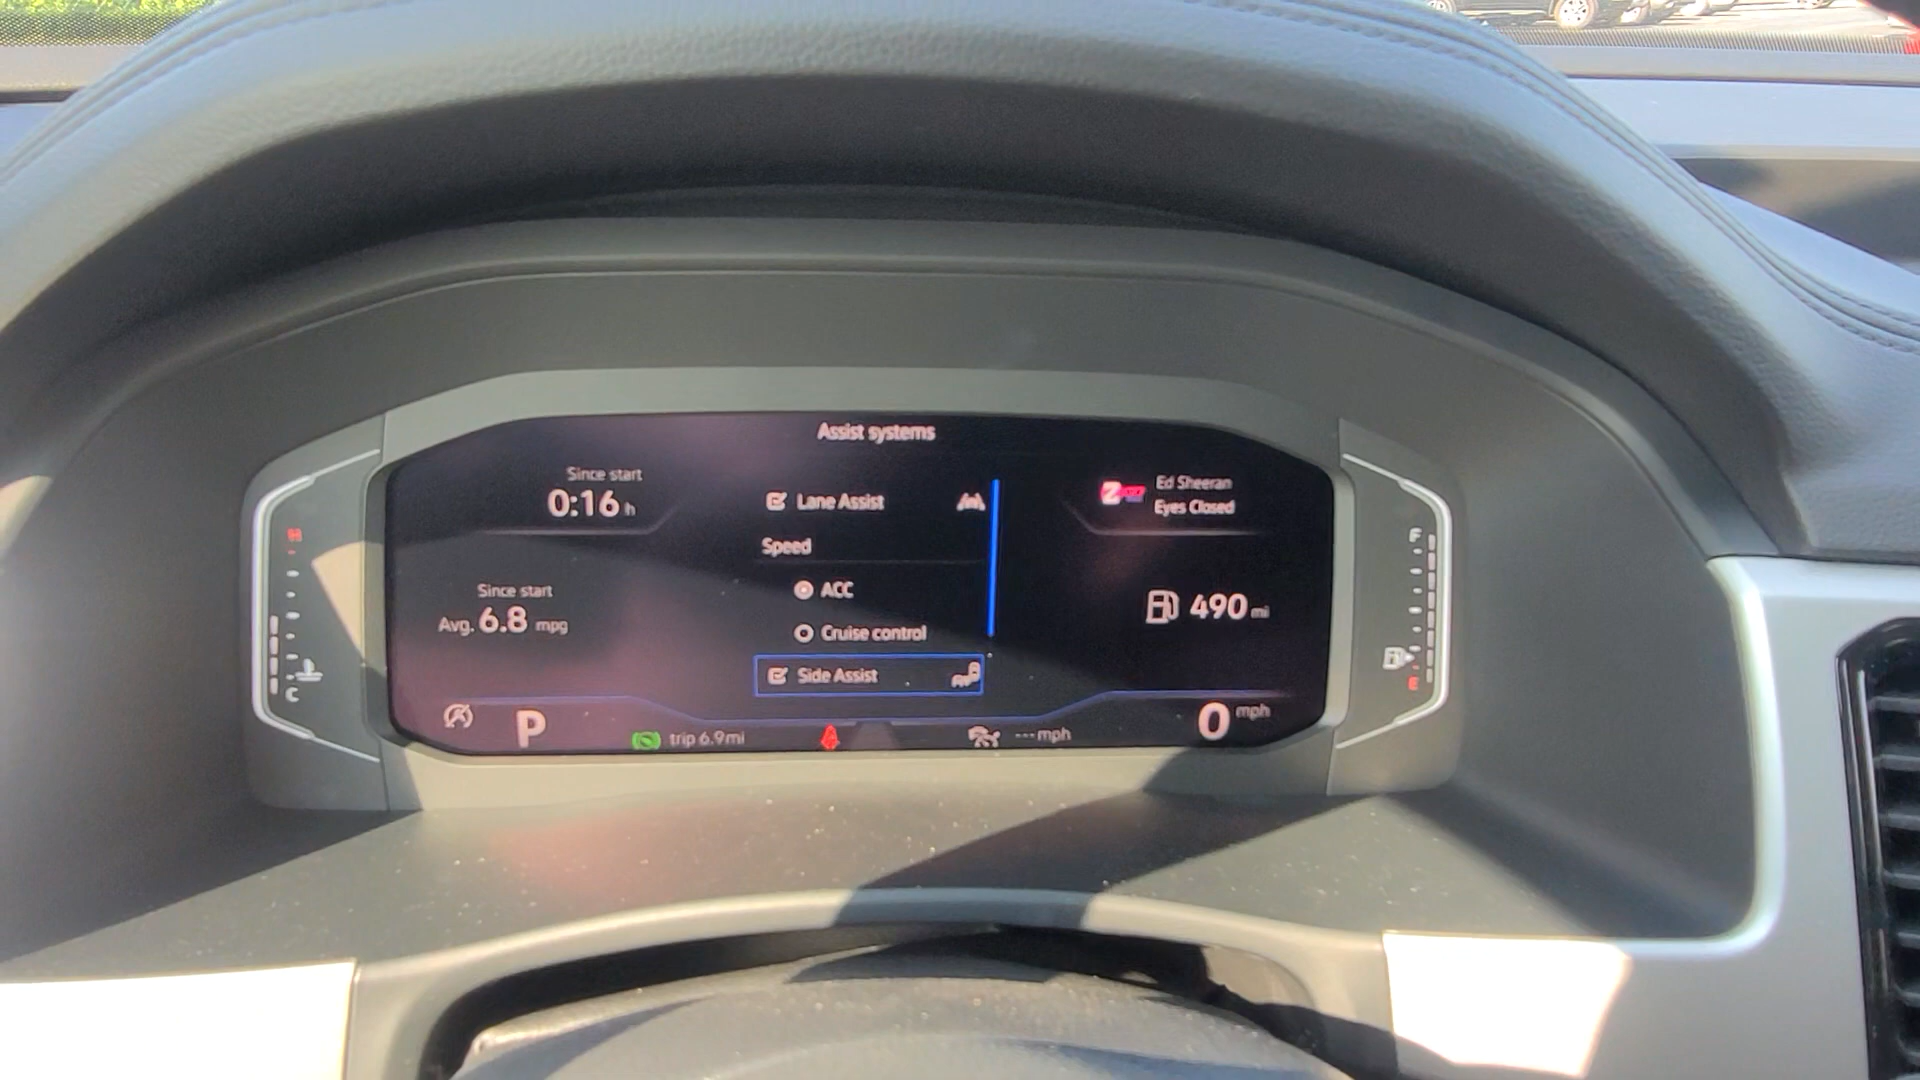 Assist systems
Since start
0:16 h
Lane Assist
Speed
ACC
Cruise control
Side Assist
Since start
Avg. 6.8 mpg
Z100
Ed Sheeran
Eyes Closed
490 mi
H
C
F
E
P
trip 6.9mi
--- mph
0 mph